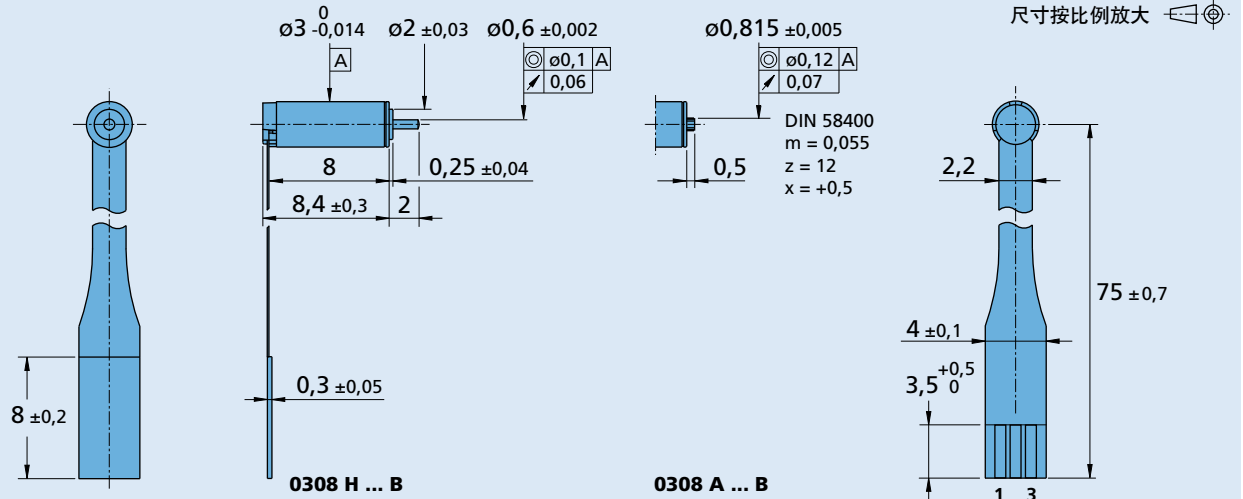 尺寸按比例放大
ø3 0 -0,014
ø2 ±0,03
ø0,6 ±0,002
ø0,815 ±0,005
A
◎ ø0,1 A
↗ 0,06
◎ ø0,12 A
↗ 0,07
DIN 58400
m = 0,055
z = 12
x = +0,5
8
0,25 ±0,04
8,4 ±0,3
2
0,5
2,2
75 ±0,7
4 ±0,1
3,5 +0,5 0
0,3 ±0,05
8 ±0,2
0308 H ... B
0308 A ... B
1 3